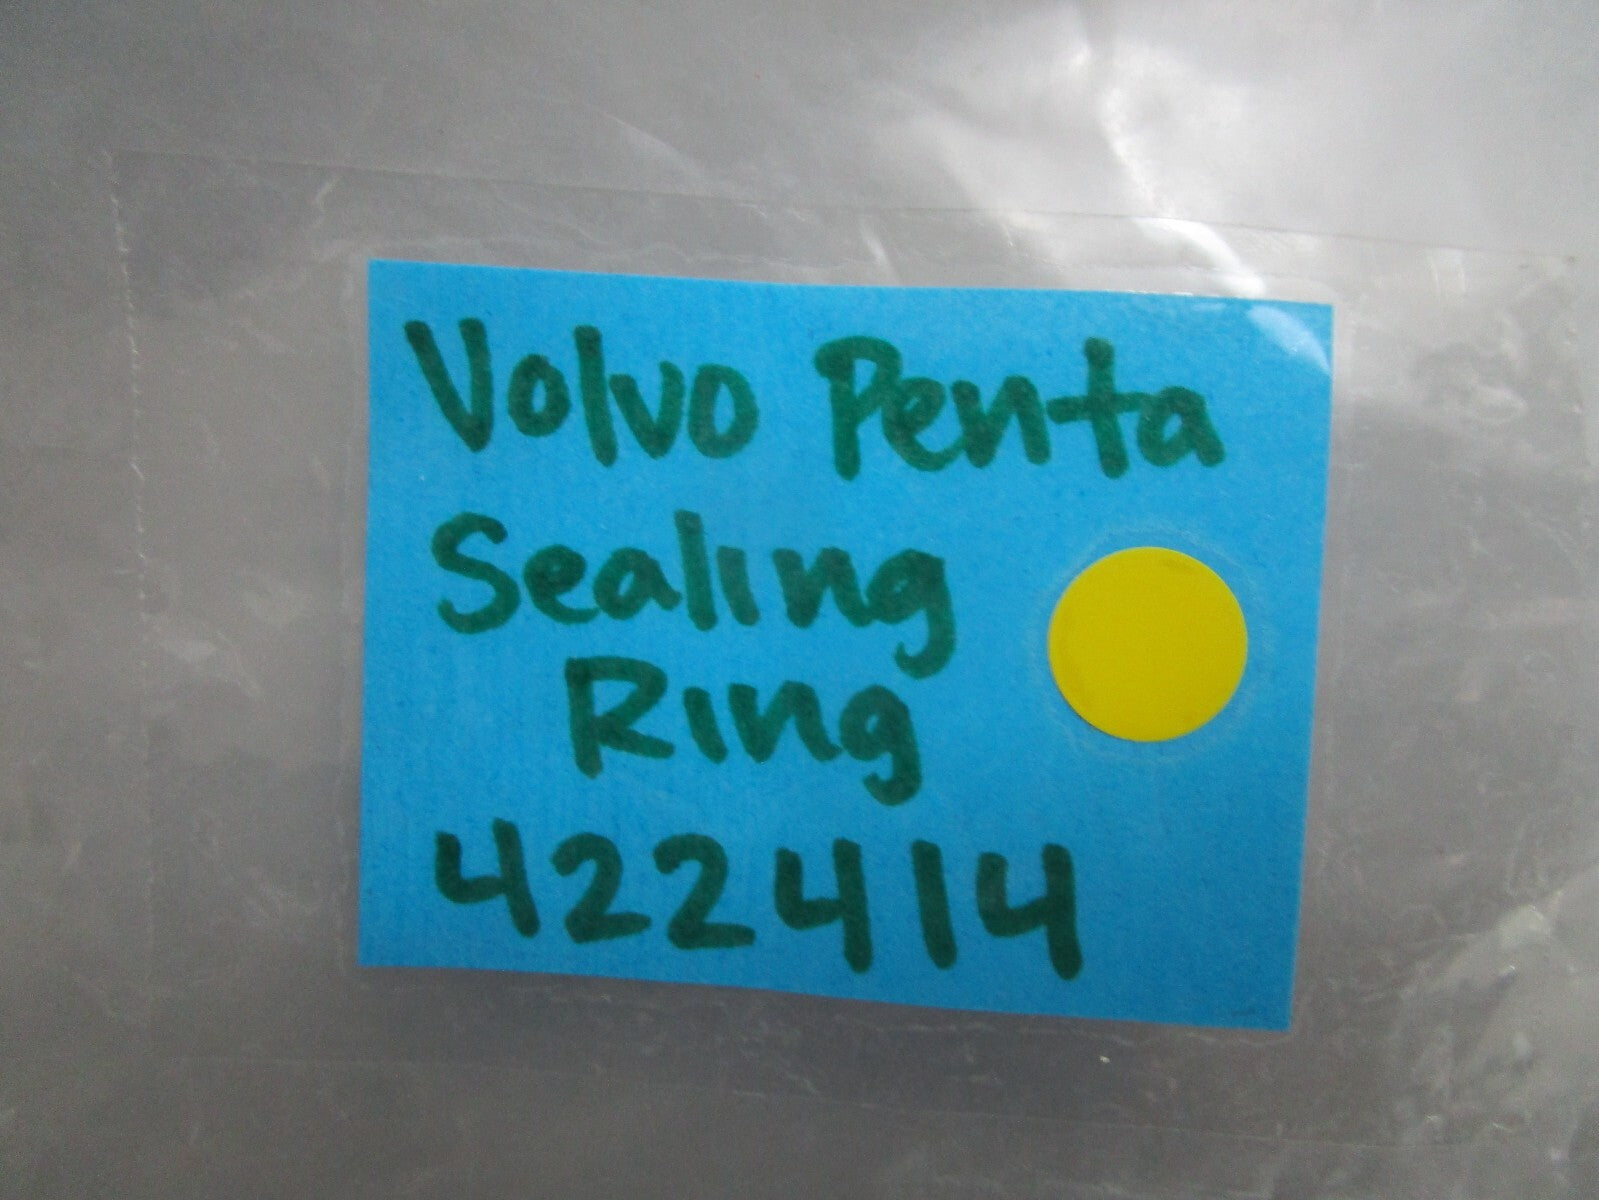 Volvo Penta
Sealing
Ring
422414